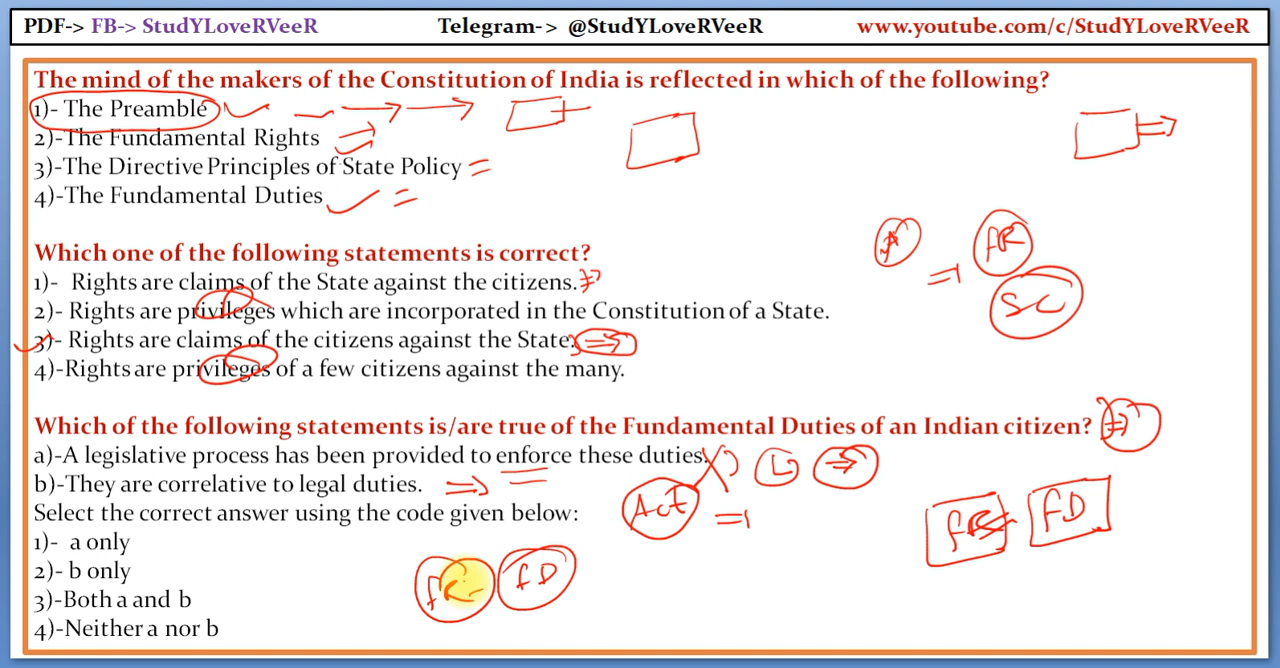 PDF-> FB-> StudYLoveRVeeR Telegram-> @StudYLoveRVeeR www.youtube.com/c/StudYLoveRVeeR
The mind of the makers of the Constitution of India is reflected in which of the following?
1)- The Preamble
2)-The Fundamental Rights
3)-The Directive Principles of State Policy
4)-The Fundamental Duties
Which one of the following statements is correct?
1)- Rights are claims of the State against the citizens.
2)- Rights are privileges which are incorporated in the Constitution of a State.
3)- Rights are claims of the citizens against the State.
4)-Rights are privileges of a few citizens against the many.
FR
SC
Which of the following statements is/are true of the Fundamental Duties of an Indian citizen?
a)-A legislative process has been provided to enforce these duties.
b)-They are correlative to legal duties.
Select the correct answer using the code given below:
1)- a only
2)- b only
3)-Both a and b
4)-Neither a nor b
Act
L
FR FD
FR FD